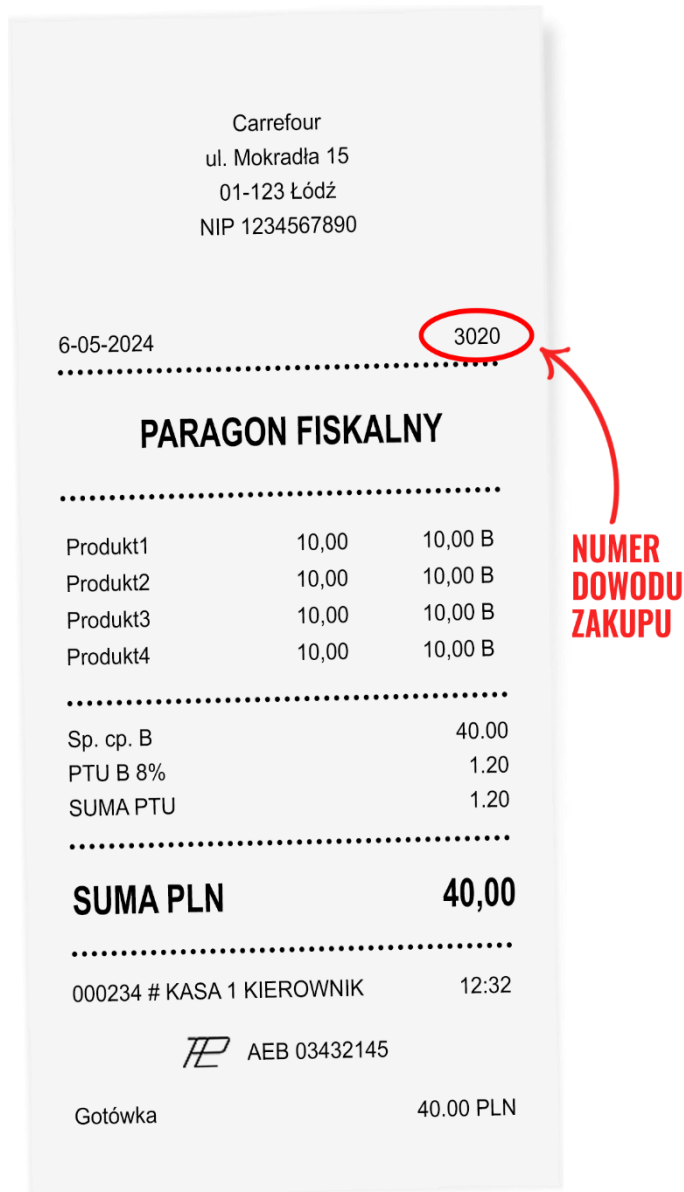 Carrefour
ul. Mokradła 15
01-123 Łódź
NIP 1234567890
6-05-2024 3020
PARAGON FISKALNY
Produkt1 10,00 10,00 B
Produkt2 10,00 10,00 B
Produkt3 10,00 10,00 B
Produkt4 10,00 10,00 B
NUMER
DOWODU
ZAKUPU
Sp. cp. B 40.00
PTU B 8% 1.20
SUMA PTU 1.20
SUMA PLN 40,00
000234 # KASA 1 KIEROWNIK 12:32
AEB 03432145
Gotówka 40.00 PLN